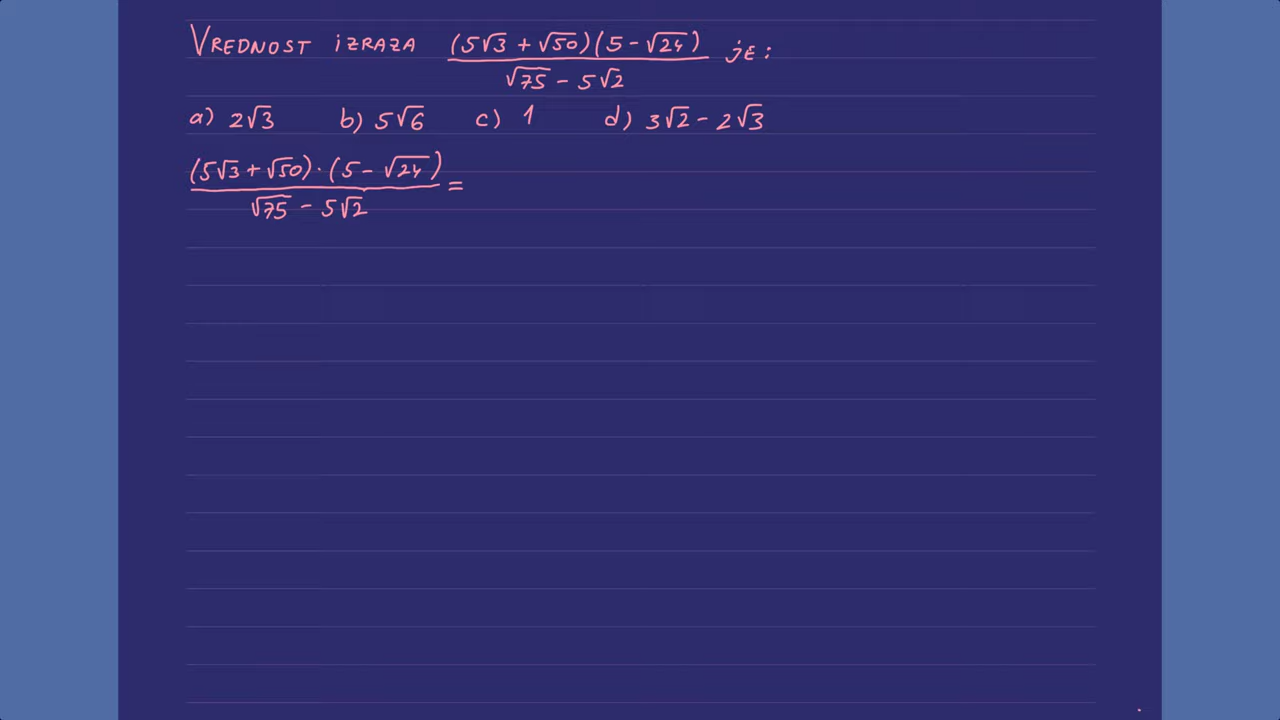 VREDNOST IZRAZA (5√3 + √50)(5 - √24) / (√75 - 5√2) JE:
a) 2√3 b) 5√6 c) 1 d) 3√2 - 2√3
(5√3 + √50) · (5 - √24) / (√75 - 5√2) =